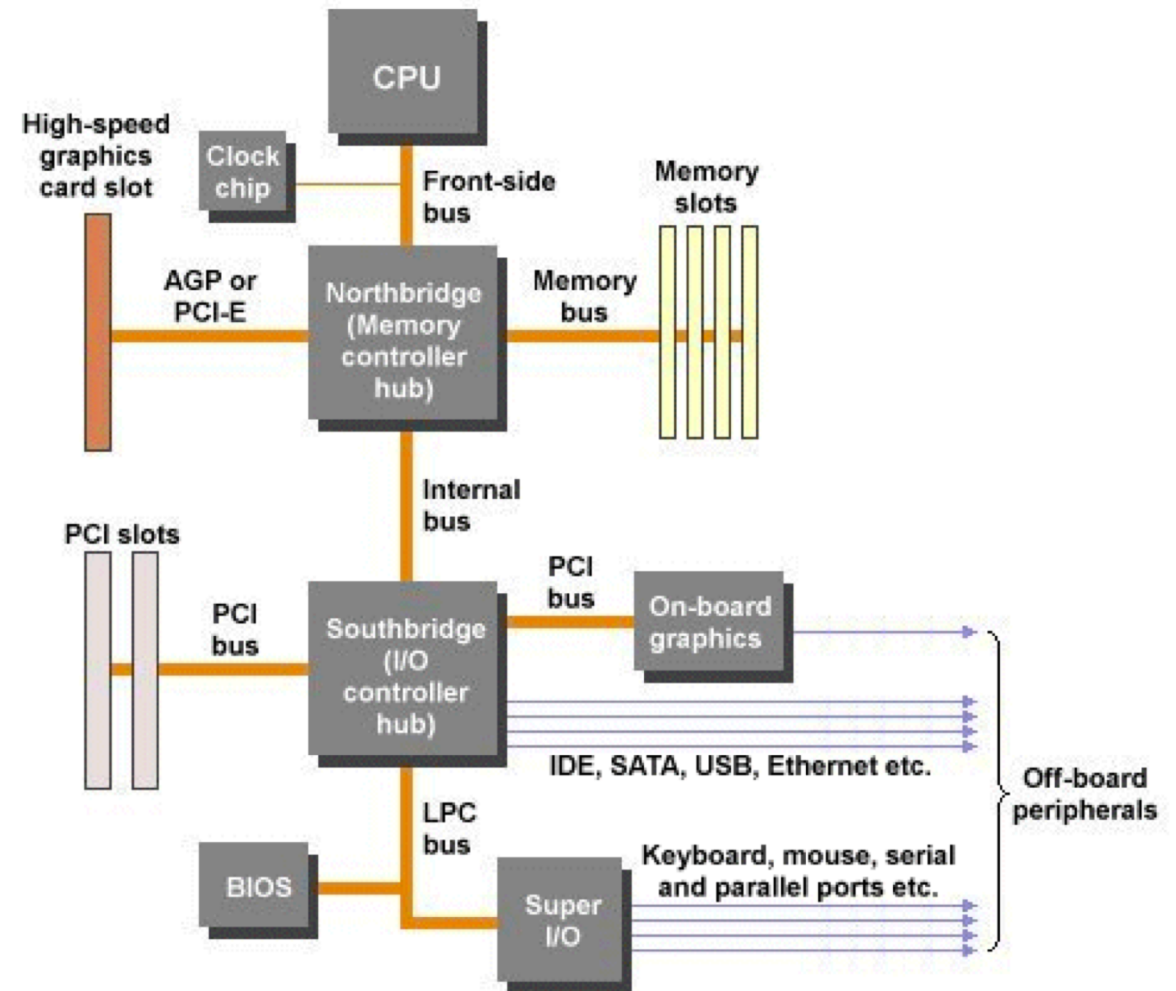 CPU
High-speed
graphics
card slot
Clock
chip
Front-side
bus
Memory
slots
AGP or
PCI-E
Northbridge
(Memory
controller
hub)
Memory
bus
Internal
bus
PCI slots
PCI
bus
Southbridge
(I/O
controller
hub)
PCI
bus
On-board
graphics
IDE, SATA, USB, Ethernet etc.
Off-board
peripherals
LPC
bus
BIOS
Super
I/O
Keyboard, mouse, serial
and parallel ports etc.